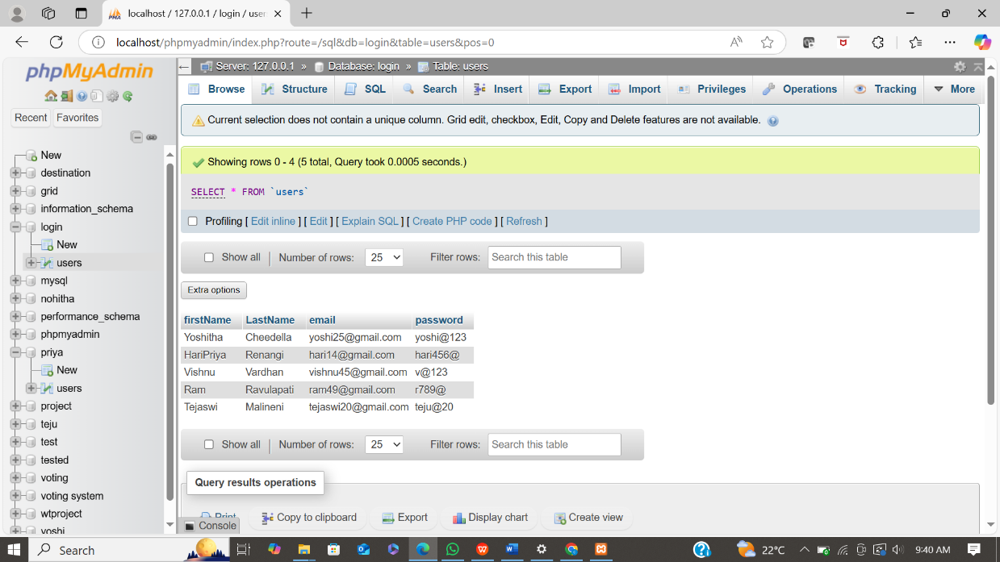 localhost / 127.0.0.1 / login / user
localhost/phpmyadmin/index.php?route=/sql&db=login&table=users&pos=0
phpMyAdmin
Recent Favorites
New
destination
grid
information_schema
login
New
users
mysql
nohitha
performance_schema
phpmyadmin
priya
New
users
project
teju
test
tested
voting
voting system
wtproject
yoshi
Server: 127.0.0.1 » Database: login » Table: users
Browse Structure SQL Search Insert Export Import Privileges Operations Tracking More
Current selection does not contain a unique column. Grid edit, checkbox, Edit, Copy and Delete features are not available.
Showing rows 0 - 4 (5 total, Query took 0.0005 seconds.)
SELECT * FROM `users`
Profiling [ Edit inline ] [ Edit ] [ Explain SQL ] [ Create PHP code ] [ Refresh ]
Show all Number of rows: 25 Filter rows: Search this table
Extra options
firstName LastName email password
Yoshitha Cheedella yoshi25@gmail.com yoshi@123
HariPriya Renangi hari14@gmail.com hari456@
Vishnu Vardhan vishnu45@gmail.com v@123
Ram Ravulapati ram49@gmail.com r789@
Tejaswi Malineni tejaswi20@gmail.com teju@20
Show all Number of rows: 25 Filter rows: Search this table
Query results operations
Print Copy to clipboard Export Display chart Create view
Console
Search 22°C 9:40 AM